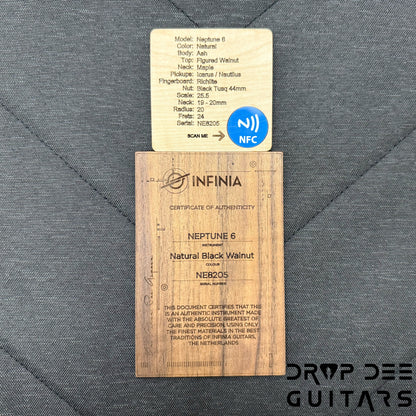 Model: Neptune 6
Color: Natural
Body: Ash
Top: Figured Walnut
Neck: Maple
Pickups: Icarus / Nautilus
Fingerboard: Richlite
Nut: Black Tusq 44mm
Scale: 25.5
Neck: 19 - 20mm
Radius: 20
Frets: 24
Serial: NE8205
SCAN ME
NFC
INFINIA
CERTIFICATE OF AUTHENTICITY
NEPTUNE 6
INSTRUMENT
Natural Black Walnut
COLOUR
NE8205
SERIAL NUMBER
THIS DOCUMENT CERTIFIES THAT THIS
IS AN AUTHENTIC INSTRUMENT MADE
WITH THE ABSOLUTE GREATEST OF
CARE AND PRECISION, USING ONLY
THE FINEST MATERIALS IN THE BEST
TRADITIONS OF INFINIA GUITARS,
THE NETHERLANDS
DROP DEE
GUITARS